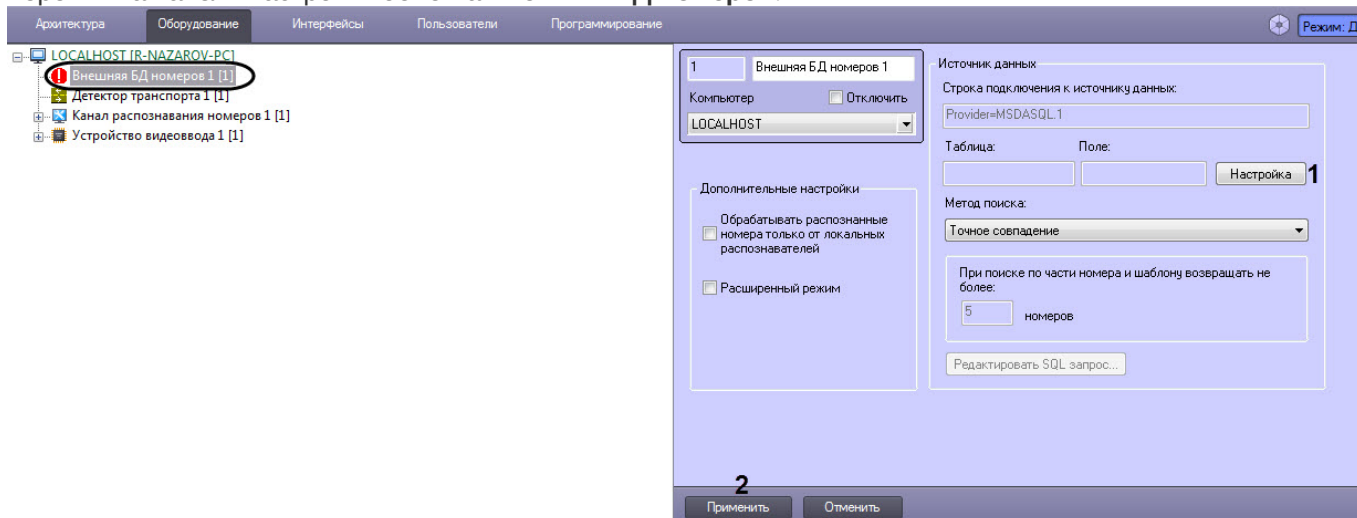 Архитектура Оборудование Интерфейсы Пользователи Программирование
Режим: Д
LOCALHOST [R-NAZAROV-PC]
Внешняя БД номеров 1 [1]
Детектор транспорта 1 [1]
Канал распознавания номеров 1 [1]
Устройство видеоввода 1 [1]
1 Внешняя БД номеров 1
Компьютер Отключить
LOCALHOST
Дополнительные настройки
Обрабатывать распознанные
номера только от локальных
распознавателей
Расширенный режим
Источник данных
Строка подключения к источнику данных:
Provider=MSDASQL.1
Таблица: Поле:
Настройка 1
Метод поиска:
Точное совпадение
При поиске по части номера и шаблону возвращать не
более:
5 номеров
Редактировать SQL запрос...
2
Применить Отменить